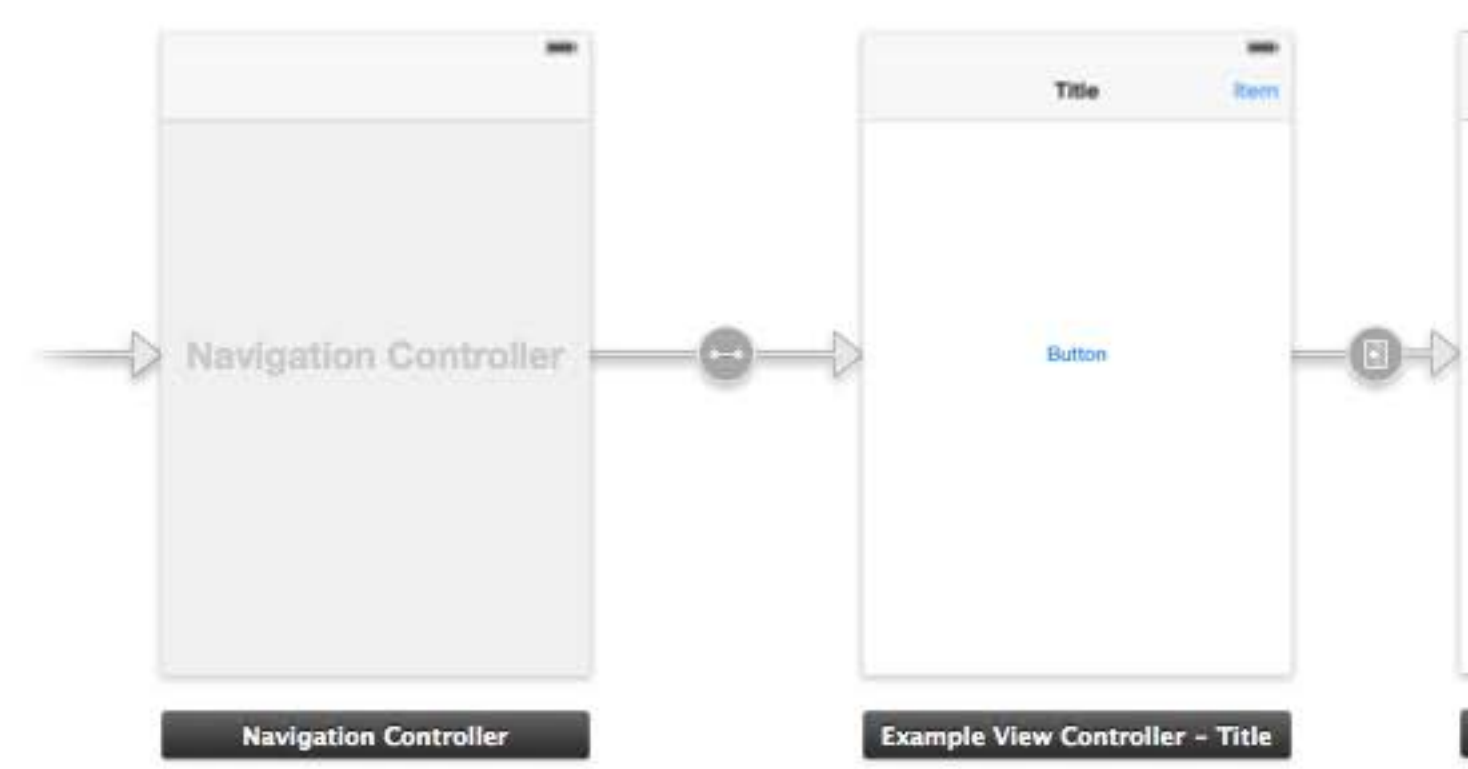 Title
Item
Navigation Controller
Button
Navigation Controller
Example View Controller – Title